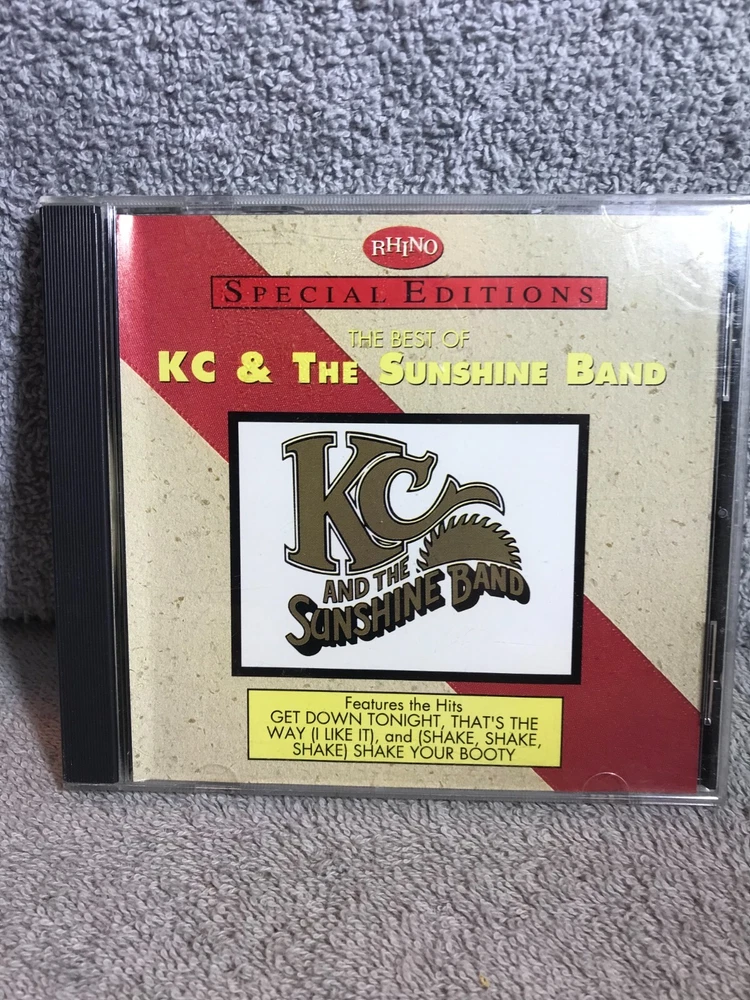 RHINO
SPECIAL EDITIONS
THE BEST OF
KC & THE SUNSHINE BAND
KC
AND THE
SUNSHINE BAND
Features the Hits
GET DOWN TONIGHT, THAT'S THE
WAY (I LIKE IT), and (SHAKE, SHAKE,
SHAKE) SHAKE YOUR BOOTY